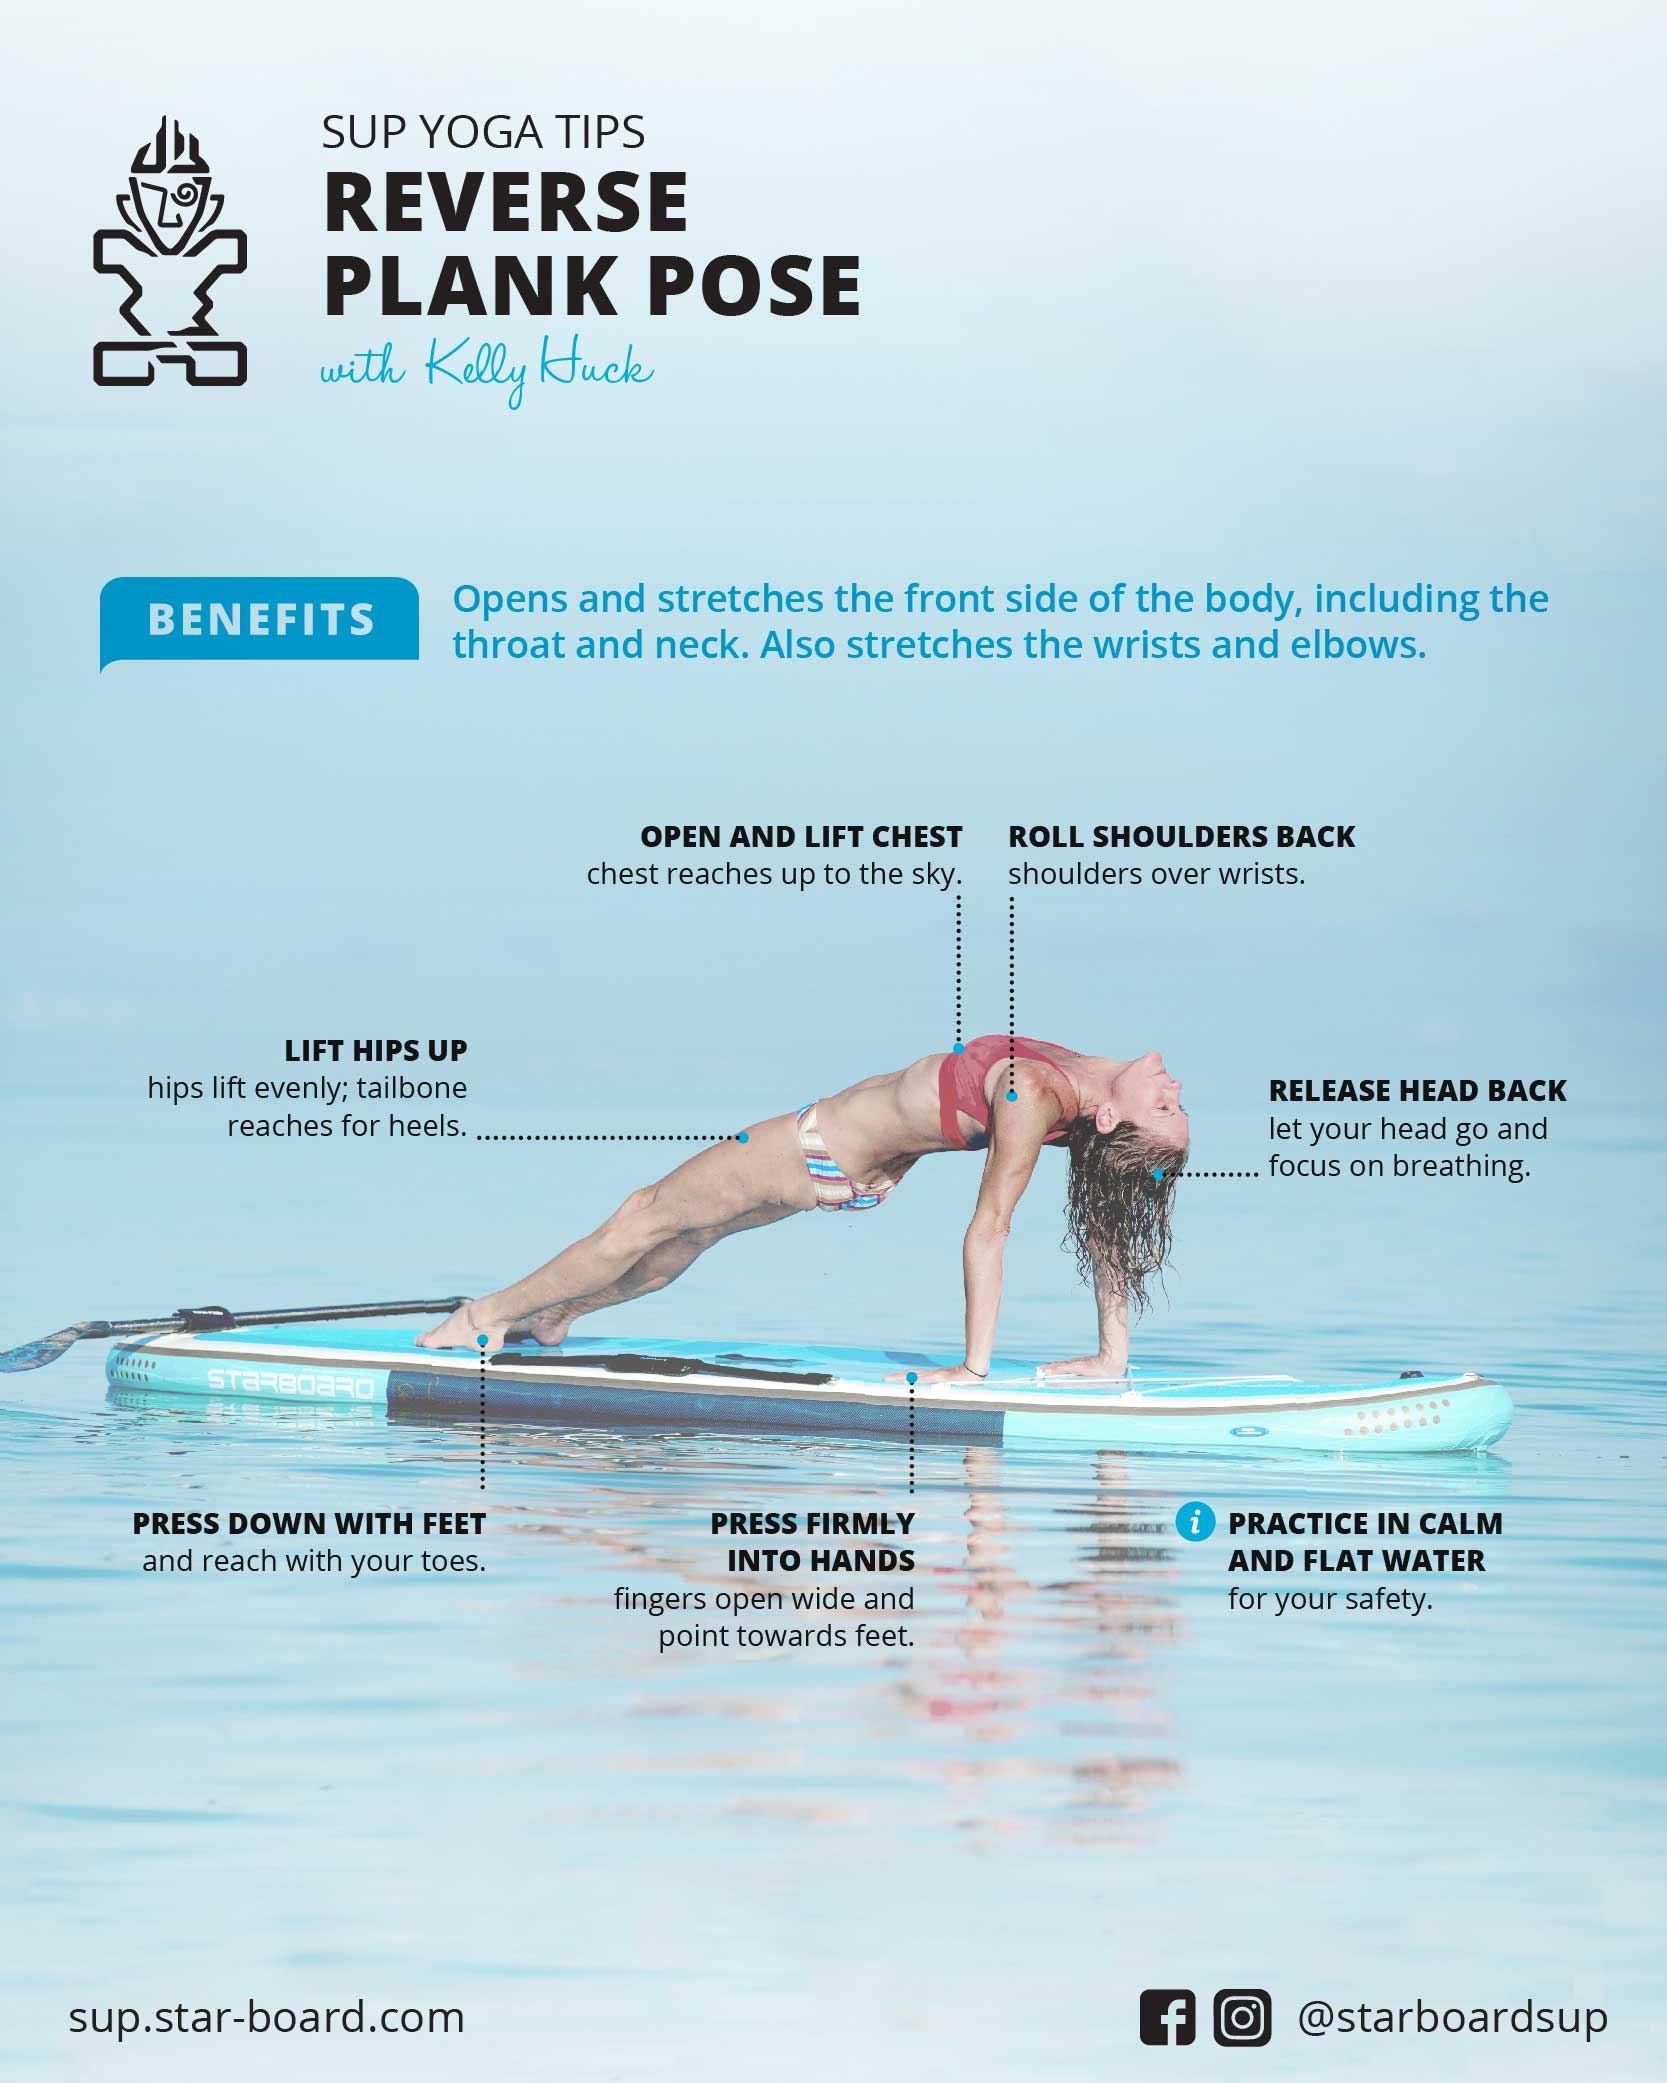 SUP YOGA TIPS
REVERSE
PLANK POSE
with Kelly Huck
BENEFITS
Opens and stretches the front side of the body, including the
throat and neck. Also stretches the wrists and elbows.
OPEN AND LIFT CHEST
chest reaches up to the sky.
ROLL SHOULDERS BACK
shoulders over wrists.
LIFT HIPS UP
hips lift evenly; tailbone
reaches for heels.
RELEASE HEAD BACK
let your head go and
focus on breathing.
STARBOARD
PRESS DOWN WITH FEET
and reach with your toes.
PRESS FIRMLY
INTO HANDS
fingers open wide and
point towards feet.
i
PRACTICE IN CALM
AND FLAT WATER
for your safety.
sup.star-board.com
@starboardsup